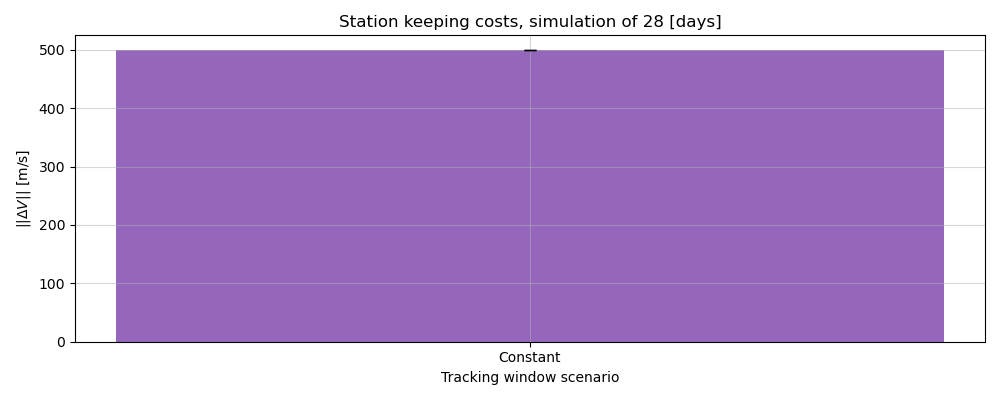 Station keeping costs, simulation of 28 [days]
500
400
300
200
100
0
||ΔV|| [m/s]
Constant
Tracking window scenario